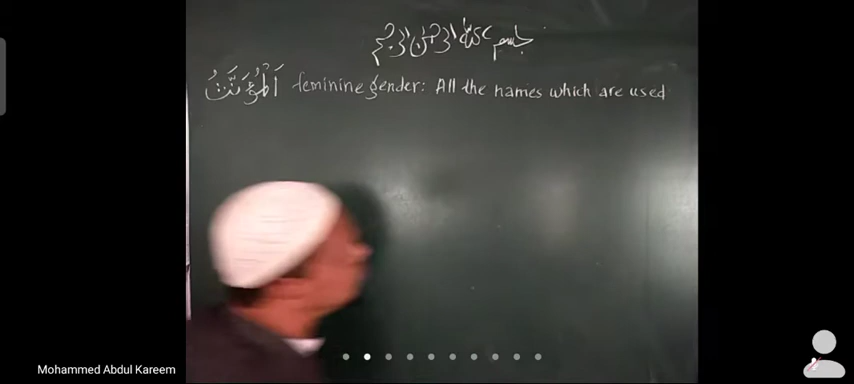 بسم الله الرحمن الرحيم
اَلْمُؤَنَّثُ feminine gender: All the names which are used
Mohammed Abdul Kareem